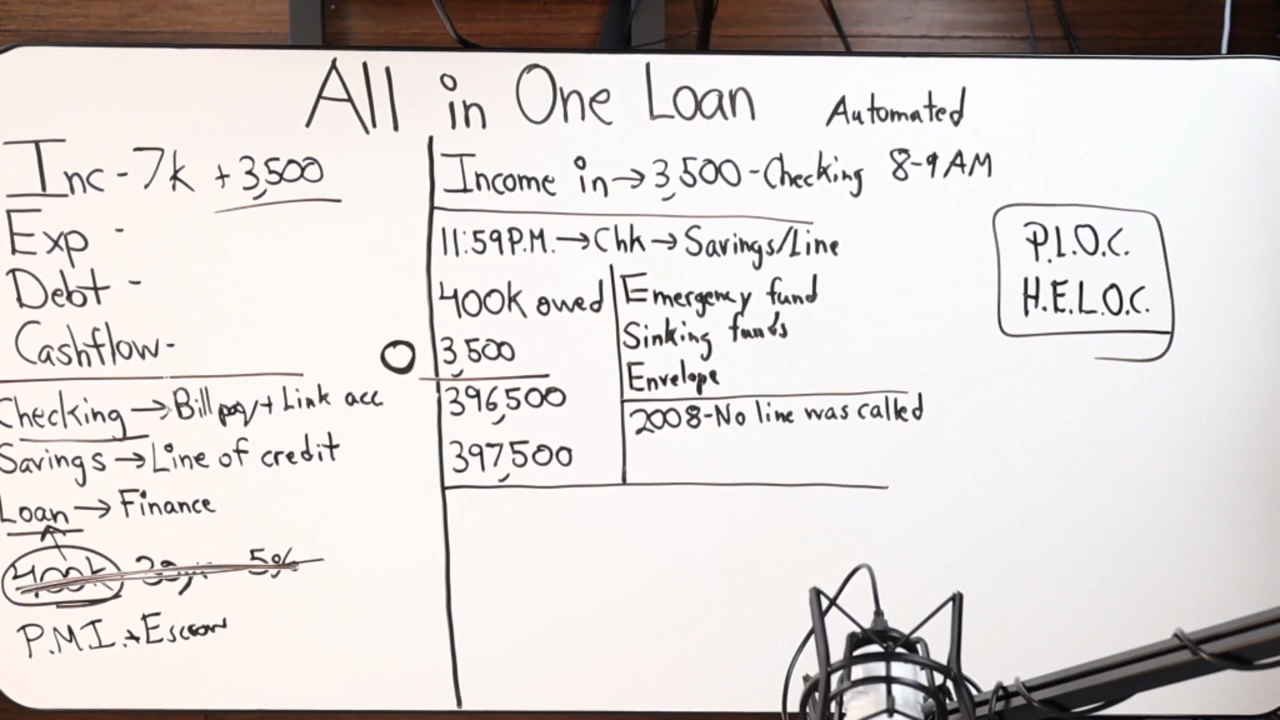 All in One Loan Automated
Inc - 7k + 3,500
Exp -
Debt -
Cashflow -
Checking → Bill pay + Link acc
Savings → Line of credit
Loan → Finance
400k 30yr 5%
P.M.I. + Escrow
Income in → 3,500 - Checking 8-9 AM
11:59 P.M. → Chk → Savings/Line
400k owed
3,500
396,500
397,500
Emergency fund
Sinking funds
Envelope
2008 - No line was called
P.L.O.C.
H.E.L.O.C.